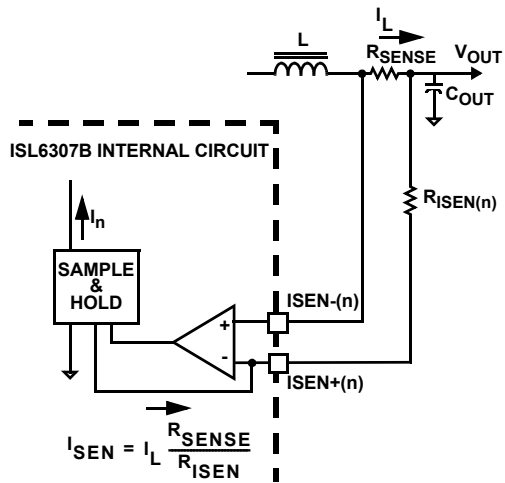 I_L
L
R_SENSE
V_OUT
C_OUT
ISL6307B INTERNAL CIRCUIT
R_ISEN(n)
I_n
SAMPLE
&
HOLD
ISEN-(n)
+
-
ISEN+(n)
I_SEN = I_L R_SENSE / R_ISEN